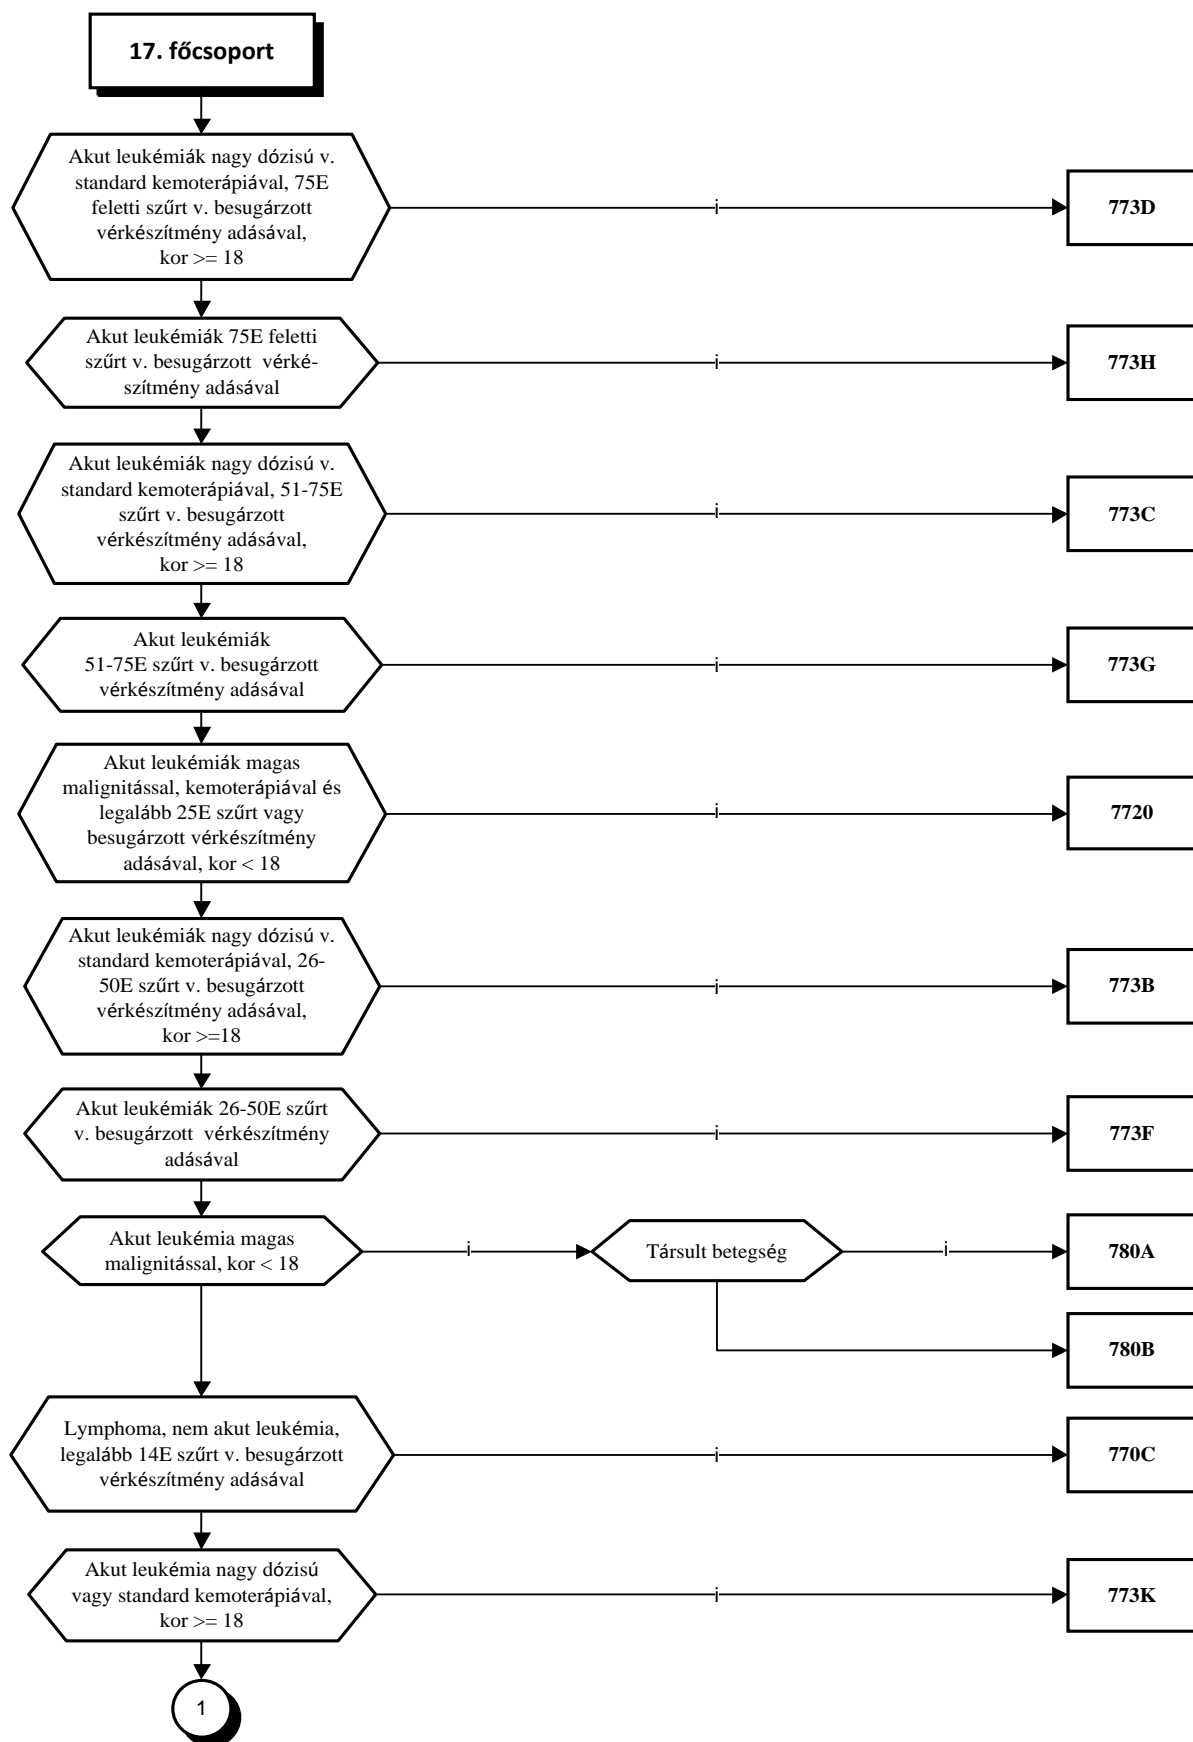 17. főcsoport
Akut leukémiák nagy dózisú v.
standard kemoterápiával, 75E
feletti szűrt v. besugárzott
vérkészítmény adásával,
kor >= 18
i
773D
Akut leukémiák 75E feletti
szűrt v. besugárzott vérké-
szítmény adásával
i
773H
Akut leukémiák nagy dózisú v.
standard kemoterápiával, 51-75E
szűrt v. besugárzott
vérkészítmény adásával,
kor >= 18
i
773C
Akut leukémiák
51-75E szűrt v. besugárzott
vérkészítmény adásával
i
773G
Akut leukémiák magas
malignitással, kemoterápiával és
legalább 25E szűrt vagy
besugárzott vérkészítmény
adásával, kor < 18
i
7720
Akut leukémiák nagy dózisú v.
standard kemoterápiával, 26-
50E szűrt v. besugárzott
vérkészítmény adásával,
kor >=18
i
773B
Akut leukémiák 26-50E szűrt
v. besugárzott vérkészítmény
adásával
i
773F
Akut leukémia magas
malignitással, kor < 18
i
Társult betegség
i
780A
780B
Lymphoma, nem akut leukémia,
legalább 14E szűrt v. besugárzott
vérkészítmény adásával
i
770C
Akut leukémia nagy dózisú
vagy standard kemoterápiával,
kor >= 18
i
773K
1